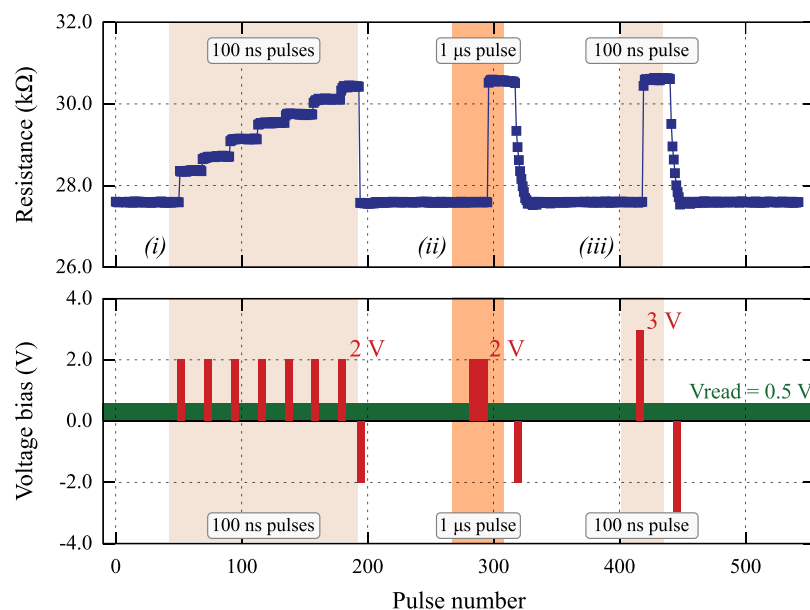 32.0
100 ns pulses
1 μs pulse
100 ns pulse
30.0
28.0
26.0
Resistance (kΩ)
(i)
(ii)
(iii)
4.0
2 V
2 V
3 V
2.0
Vread = 0.5 V
0.0
-2.0
100 ns pulses
1 μs pulse
100 ns pulse
-4.0
Voltage bias (V)
0
100
200
300
400
500
Pulse number